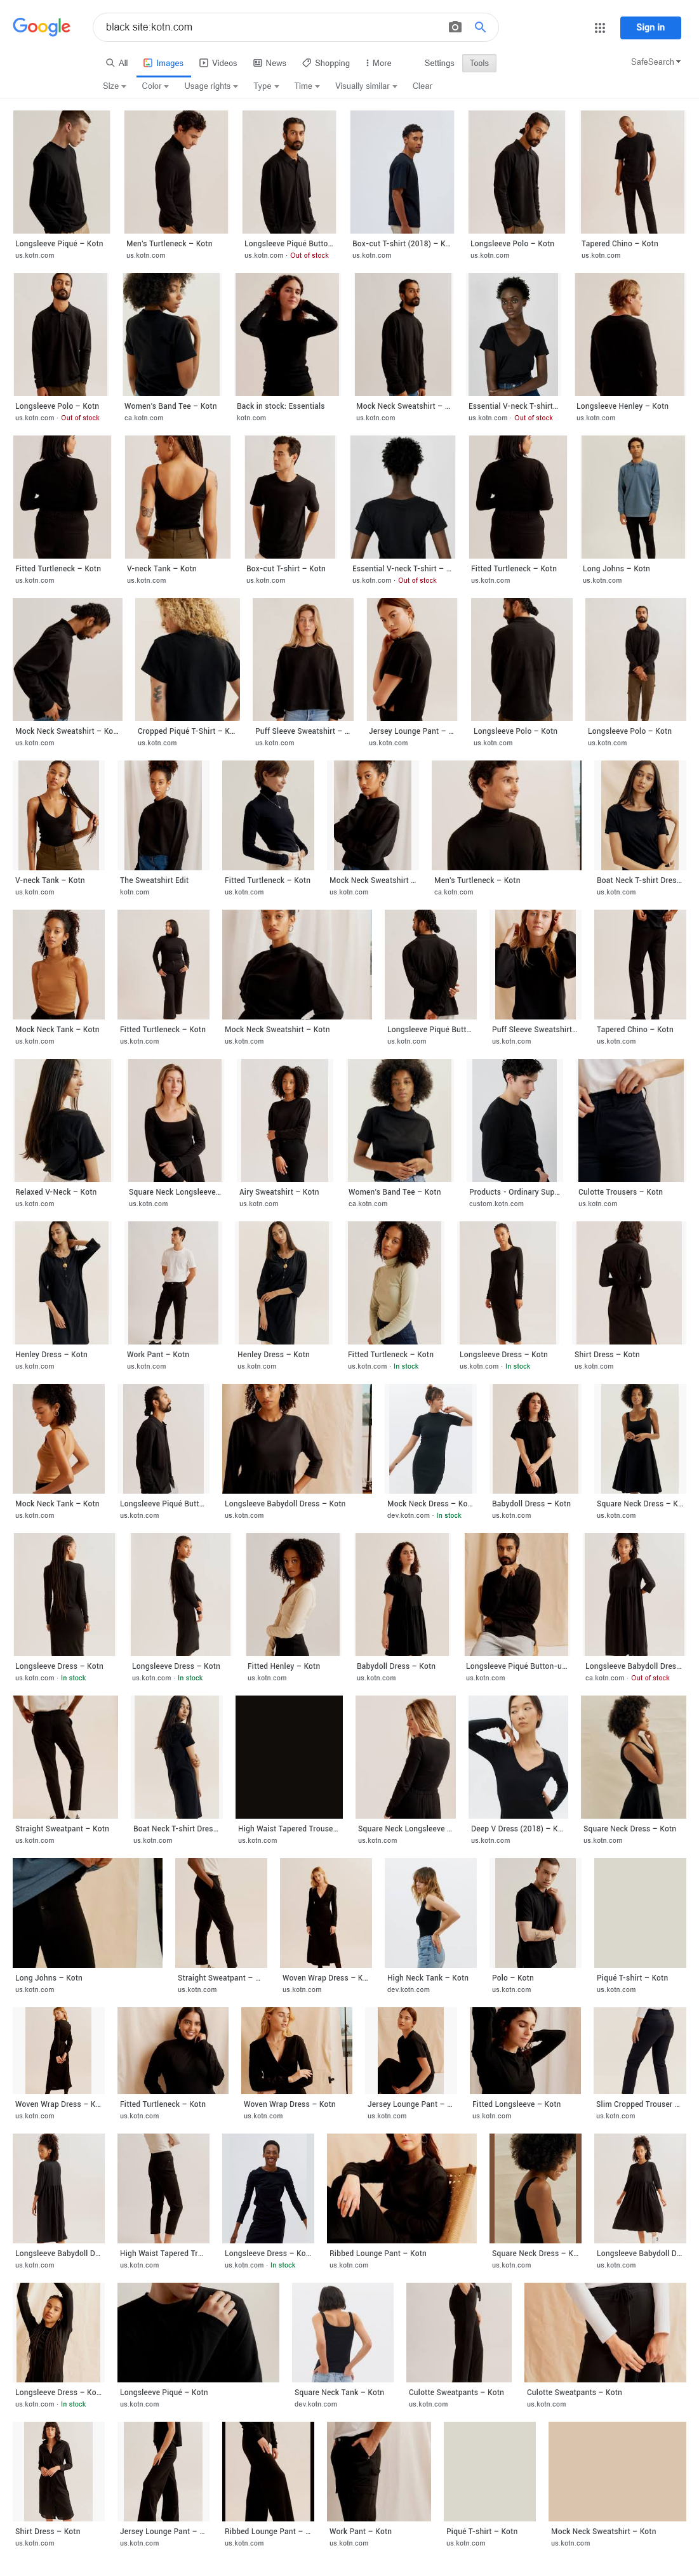 Google
black site:kotn.com
Sign in
All Images Videos News Shopping More Settings Tools SafeSearch
Size Color Usage rights Type Time Visually similar Clear
Longsleeve Piqué – Kotn Men's Turtleneck – Kotn Longsleeve Piqué Butto... Box-cut T-shirt (2018) – K... Longsleeve Polo – Kotn Tapered Chino – Kotn
us.kotn.com us.kotn.com us.kotn.com · Out of stock us.kotn.com us.kotn.com us.kotn.com
Longsleeve Polo – Kotn Women's Band Tee – Kotn Back in stock: Essentials Mock Neck Sweatshirt – ... Essential V-neck T-shirt... Longsleeve Henley – Kotn
us.kotn.com · Out of stock ca.kotn.com kotn.com us.kotn.com us.kotn.com · Out of stock us.kotn.com
Fitted Turtleneck – Kotn V-neck Tank – Kotn Box-cut T-shirt – Kotn Essential V-neck T-shirt – ... Fitted Turtleneck – Kotn Long Johns – Kotn
us.kotn.com us.kotn.com us.kotn.com us.kotn.com · Out of stock us.kotn.com us.kotn.com
Mock Neck Sweatshirt – Ko... Cropped Piqué T-Shirt – K... Puff Sleeve Sweatshirt – ... Jersey Lounge Pant – ... Longsleeve Polo – Kotn Longsleeve Polo – Kotn
us.kotn.com us.kotn.com us.kotn.com us.kotn.com us.kotn.com us.kotn.com
V-neck Tank – Kotn The Sweatshirt Edit Fitted Turtleneck – Kotn Mock Neck Sweatshirt ... Men's Turtleneck – Kotn Boat Neck T-shirt Dres...
us.kotn.com kotn.com us.kotn.com us.kotn.com ca.kotn.com us.kotn.com
Mock Neck Tank – Kotn Fitted Turtleneck – Kotn Mock Neck Sweatshirt – Kotn Longsleeve Piqué Butt... Puff Sleeve Sweatshirt... Tapered Chino – Kotn
us.kotn.com us.kotn.com us.kotn.com us.kotn.com us.kotn.com us.kotn.com
Relaxed V-Neck – Kotn Square Neck Longsleeve... Airy Sweatshirt – Kotn Women's Band Tee – Kotn Products - Ordinary Sup... Culotte Trousers – Kotn
us.kotn.com us.kotn.com us.kotn.com ca.kotn.com custom.kotn.com us.kotn.com
Henley Dress – Kotn Work Pant – Kotn Henley Dress – Kotn Fitted Turtleneck – Kotn Longsleeve Dress – Kotn Shirt Dress – Kotn
us.kotn.com us.kotn.com us.kotn.com us.kotn.com · In stock us.kotn.com · In stock us.kotn.com
Mock Neck Tank – Kotn Longsleeve Piqué Butt... Longsleeve Babydoll Dress – Kotn Mock Neck Dress – Ko... Babydoll Dress – Kotn Square Neck Dress – K...
us.kotn.com us.kotn.com us.kotn.com dev.kotn.com · In stock us.kotn.com us.kotn.com
Longsleeve Dress – Kotn Longsleeve Dress – Kotn Fitted Henley – Kotn Babydoll Dress – Kotn Longsleeve Piqué Button-u... Longsleeve Babydoll Dres...
us.kotn.com · In stock us.kotn.com · In stock us.kotn.com us.kotn.com us.kotn.com ca.kotn.com · Out of stock
Straight Sweatpant – Kotn Boat Neck T-shirt Dres... High Waist Tapered Trouse... Square Neck Longsleeve ... Deep V Dress (2018) – K... Square Neck Dress – Kotn
us.kotn.com us.kotn.com us.kotn.com us.kotn.com us.kotn.com us.kotn.com
Long Johns – Kotn Straight Sweatpant – ... Woven Wrap Dress – K... High Neck Tank – Kotn Polo – Kotn Piqué T-shirt – Kotn
us.kotn.com us.kotn.com us.kotn.com dev.kotn.com us.kotn.com us.kotn.com
Woven Wrap Dress – K... Fitted Turtleneck – Kotn Woven Wrap Dress – Kotn Jersey Lounge Pant – ... Fitted Longsleeve – Kotn Slim Cropped Trouser ...
us.kotn.com us.kotn.com us.kotn.com us.kotn.com us.kotn.com us.kotn.com
Longsleeve Babydoll D... High Waist Tapered Tr... Longsleeve Dress – Ko... Ribbed Lounge Pant – Kotn Square Neck Dress – K... Longsleeve Babydoll D...
us.kotn.com us.kotn.com us.kotn.com · In stock us.kotn.com us.kotn.com us.kotn.com
Longsleeve Dress – Ko... Longsleeve Piqué – Kotn Square Neck Tank – Kotn Culotte Sweatpants – Kotn Culotte Sweatpants – Kotn
us.kotn.com · In stock us.kotn.com dev.kotn.com us.kotn.com us.kotn.com
Shirt Dress – Kotn Jersey Lounge Pant – ... Ribbed Lounge Pant – ... Work Pant – Kotn Piqué T-shirt – Kotn Mock Neck Sweatshirt – Kotn
us.kotn.com us.kotn.com us.kotn.com us.kotn.com us.kotn.com us.kotn.com